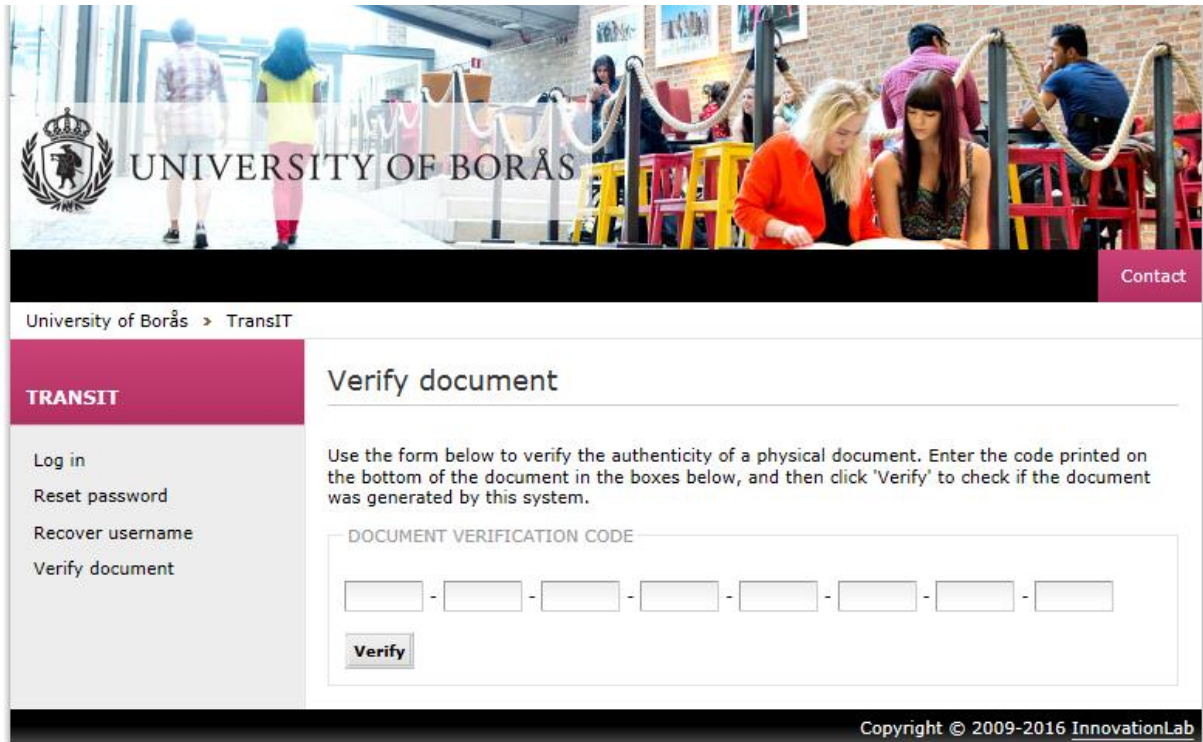 UNIVERSITY OF BORÅS
Contact
University of Borås » TransIT
TRANSIT
Log in
Reset password
Recover username
Verify document
Verify document
Use the form below to verify the authenticity of a physical document. Enter the code printed on
the bottom of the document in the boxes below, and then click 'Verify' to check if the document
was generated by this system.
DOCUMENT VERIFICATION CODE
- - - - - - -
Verify
Copyright © 2009-2016 InnovationLab